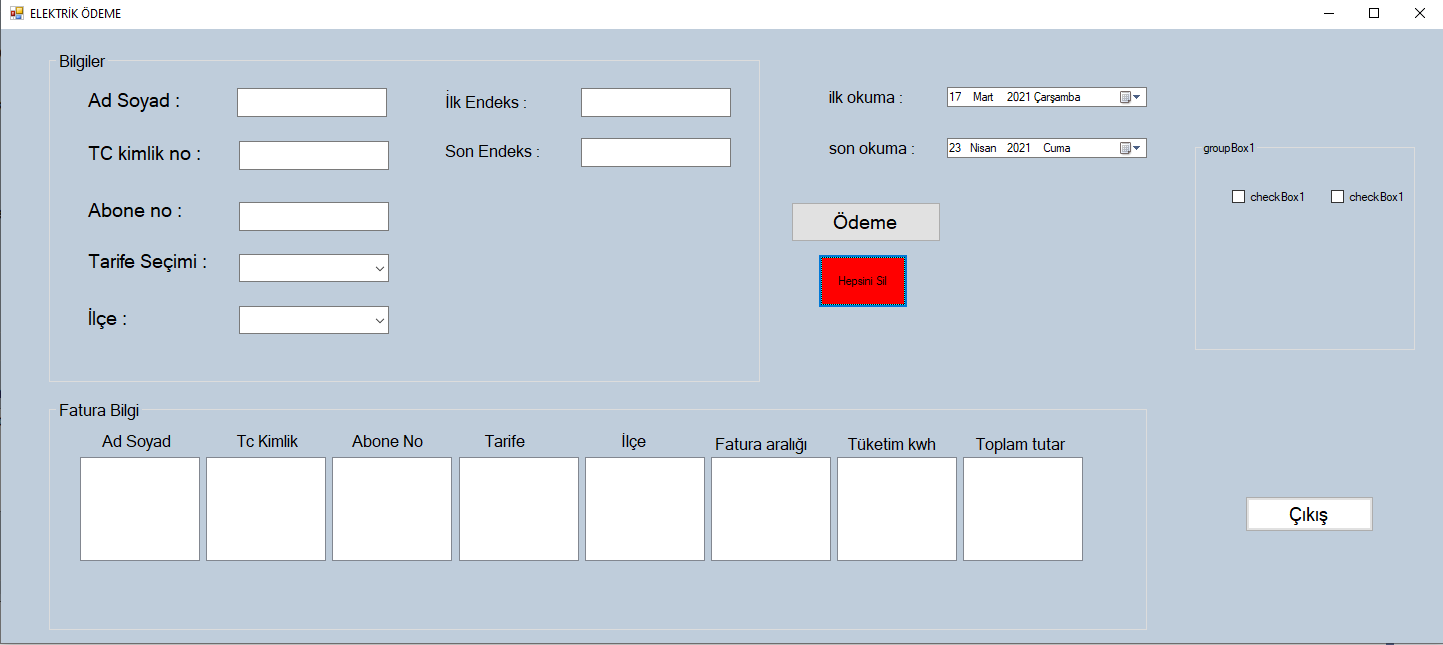 ELEKTRİK ÖDEME
Bilgiler
Ad Soyad :
İlk Endeks :
TC kimlik no :
Son Endeks :
Abone no :
Tarife Seçimi :
İlçe :
ilk okuma :
17 Mart 2021 Çarşamba
son okuma :
23 Nisan 2021 Cuma
Ödeme
Hepsini Sil
groupBox1
checkBox1 checkBox1
Fatura Bilgi
Ad Soyad Tc Kimlik Abone No Tarife İlçe Fatura aralığı Tüketim kwh Toplam tutar
Çıkış